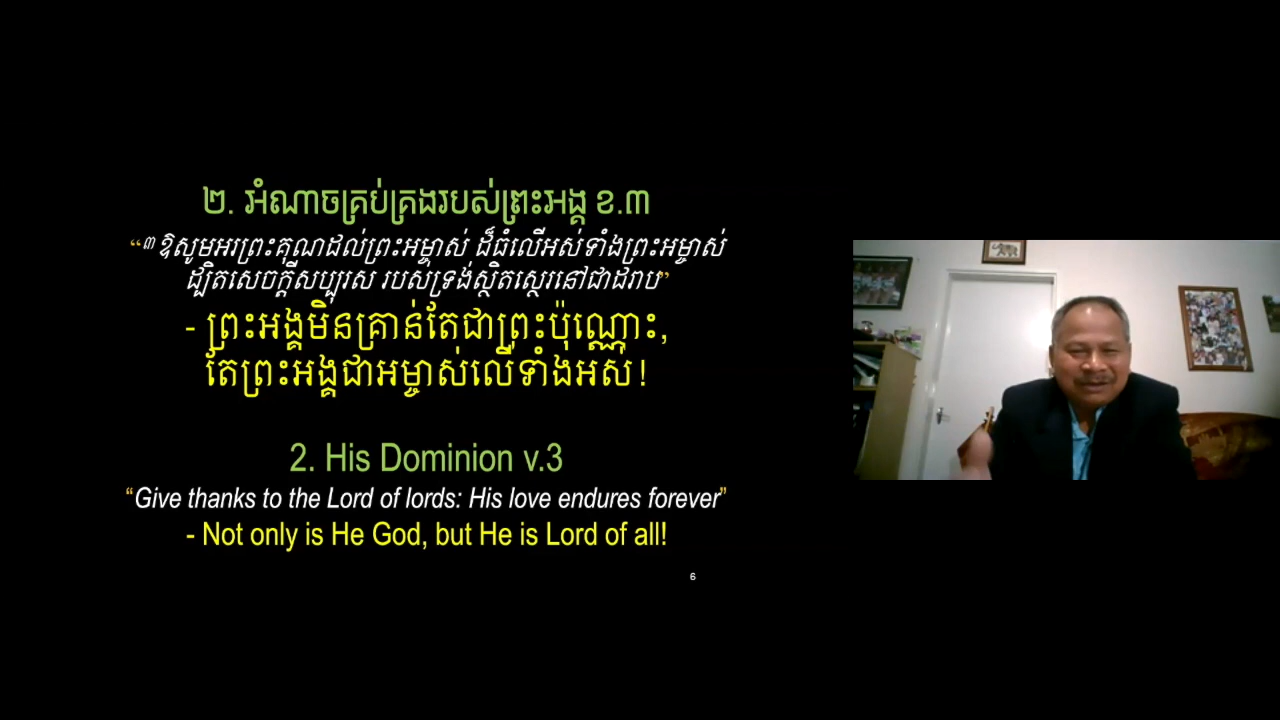 ២. អំណាចគ្រប់គ្រងរបស់ព្រះអង្គ ខ.៣
“៣ ឱសូមអរព្រះគុណដល់ព្រះអម្ចាស់ ដ៏ធំលើអស់ទាំងព្រះអម្ចាស់
ដ្បិតសេចក្តីសប្បុរស របស់ទ្រង់ស្ថិតស្ថេរនៅជាដរាប”
- ព្រះអង្គមិនគ្រាន់តែជាព្រះប៉ុណ្ណោះ,
តែព្រះអង្គជាអម្ចាស់លើទាំងអស់!
2. His Dominion v.3
“Give thanks to the Lord of lords: His love endures forever”
- Not only is He God, but He is Lord of all!
6